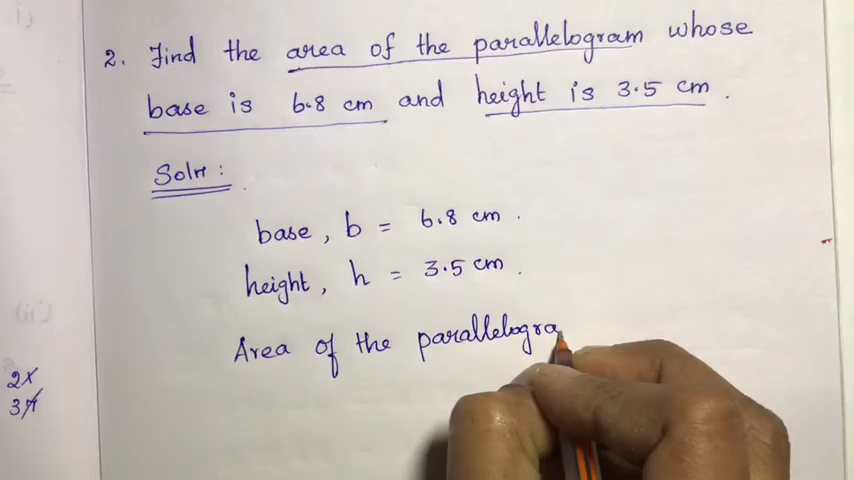 2. Find the area of the parallelogram whose
base is 6.8 cm and height is 3.5 cm.
Soln:
base, b = 6.8 cm.
height, h = 3.5 cm.
Area of the parallelogra
2x